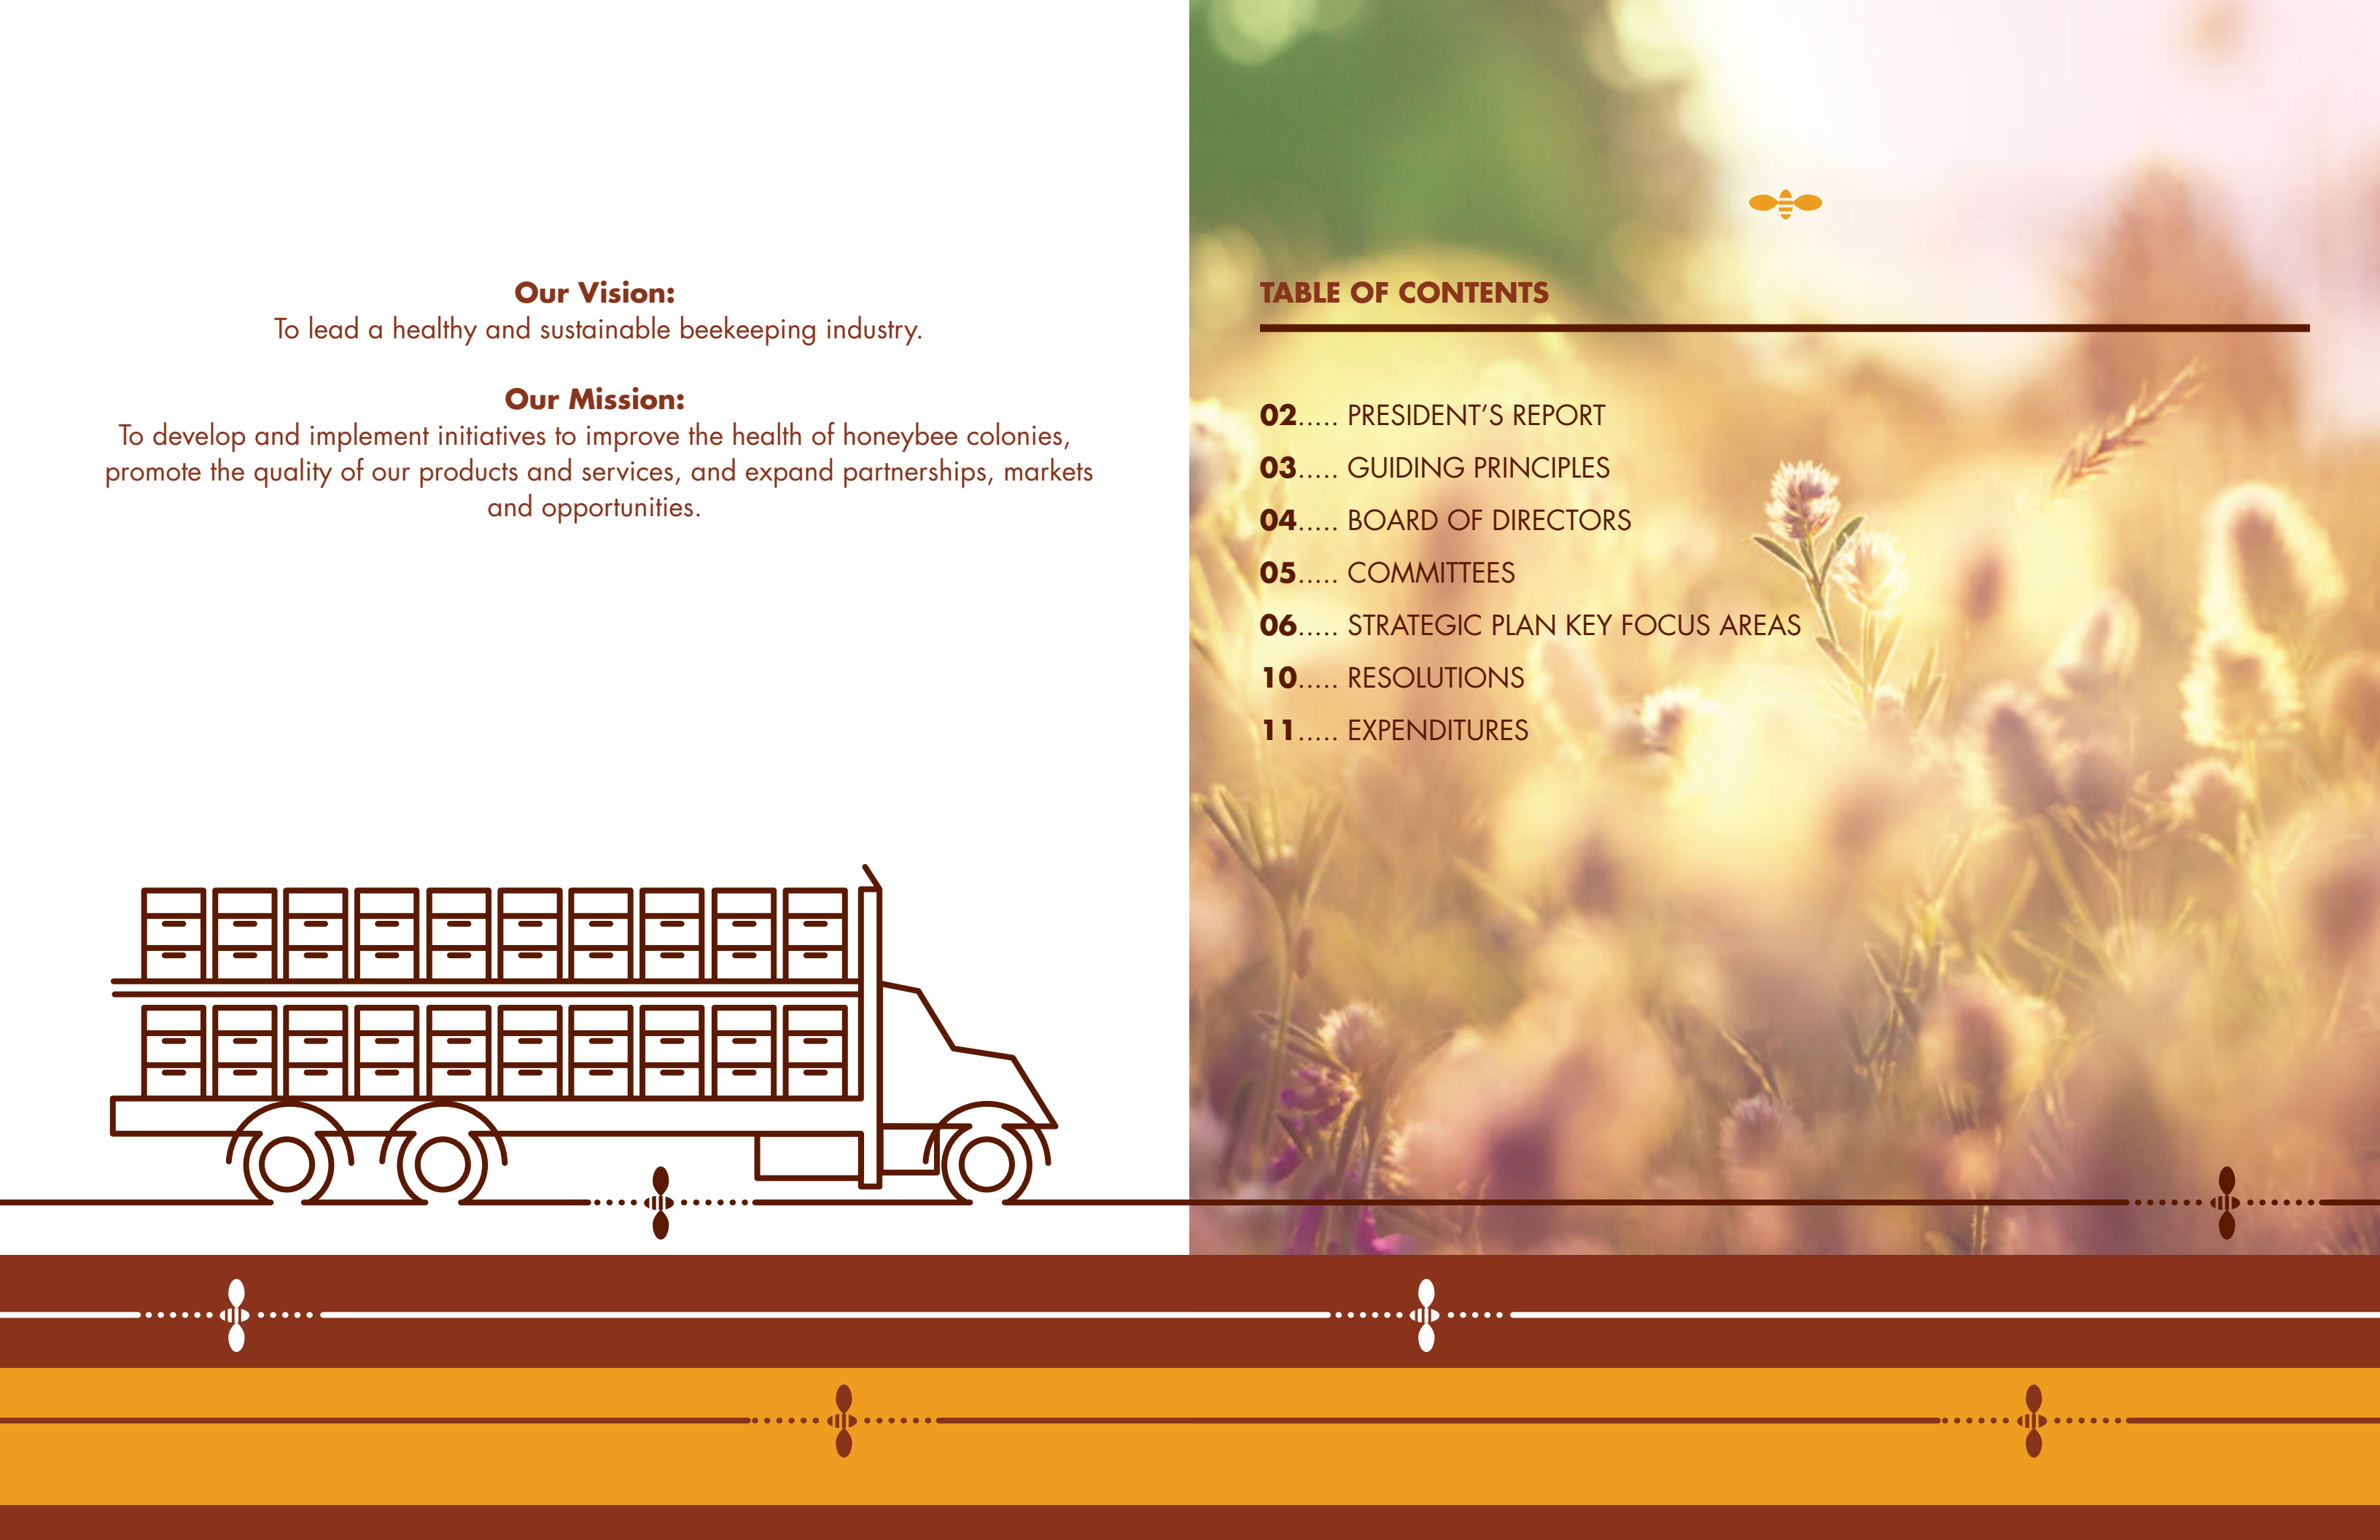 Our Vision:
To lead a healthy and sustainable beekeeping industry.
Our Mission:
To develop and implement initiatives to improve the health of honeybee colonies,
promote the quality of our products and services, and expand partnerships, markets
and opportunities.
TABLE OF CONTENTS
02..... PRESIDENT’S REPORT
03..... GUIDING PRINCIPLES
04..... BOARD OF DIRECTORS
05..... COMMITTEES
06..... STRATEGIC PLAN KEY FOCUS AREAS
10..... RESOLUTIONS
11..... EXPENDITURES